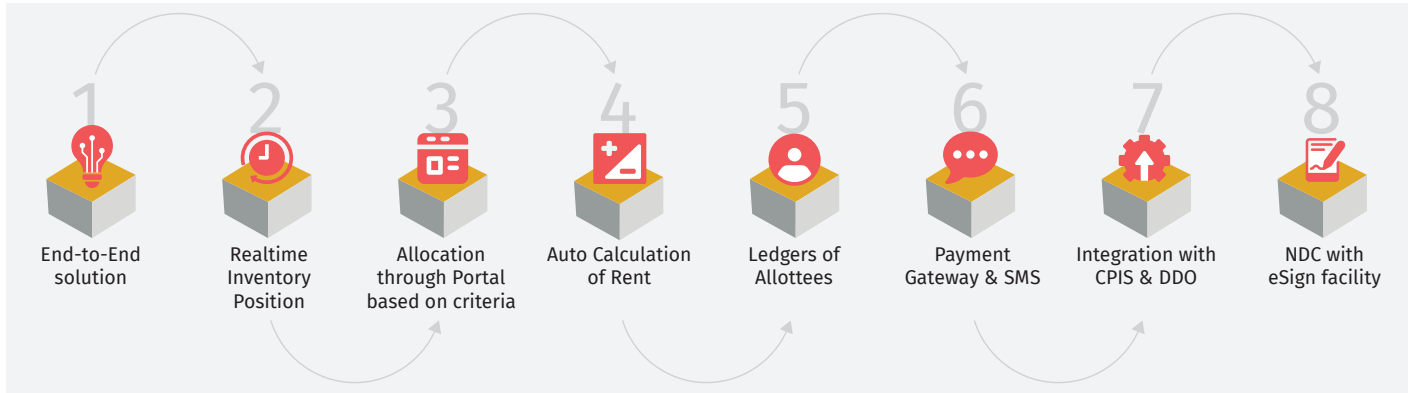 1
End-to-End
solution
2
Realtime
Inventory
Position
3
Allocation
through Portal
based on criteria
4
Auto Calculation
of Rent
5
Ledgers of
Allottees
6
Payment
Gateway & SMS
7
Integration with
CPIS & DDO
8
NDC with
eSign facility